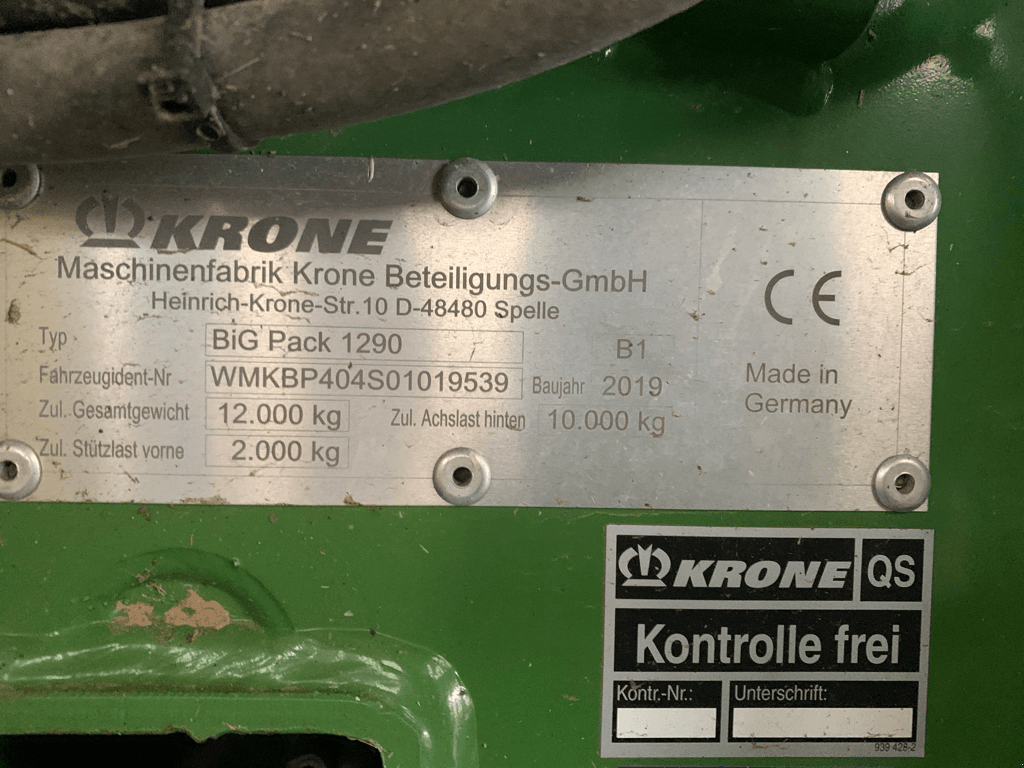 KRONE
Maschinenfabrik Krone Beteiligungs-GmbH
Heinrich-Krone-Str.10 D-48480 Spelle
CE
Typ BiG Pack 1290 B1
Fahrzeugident-Nr WMKBP404S01019539 Baujahr 2019
Zul. Gesamtgewicht 12.000 kg Zul. Achslast hinten 10.000 kg
Zul. Stützlast vorne 2.000 kg
Made in
Germany
KRONE QS
Kontrolle frei
Kontr.-Nr.: Unterschrift:
939 428-2